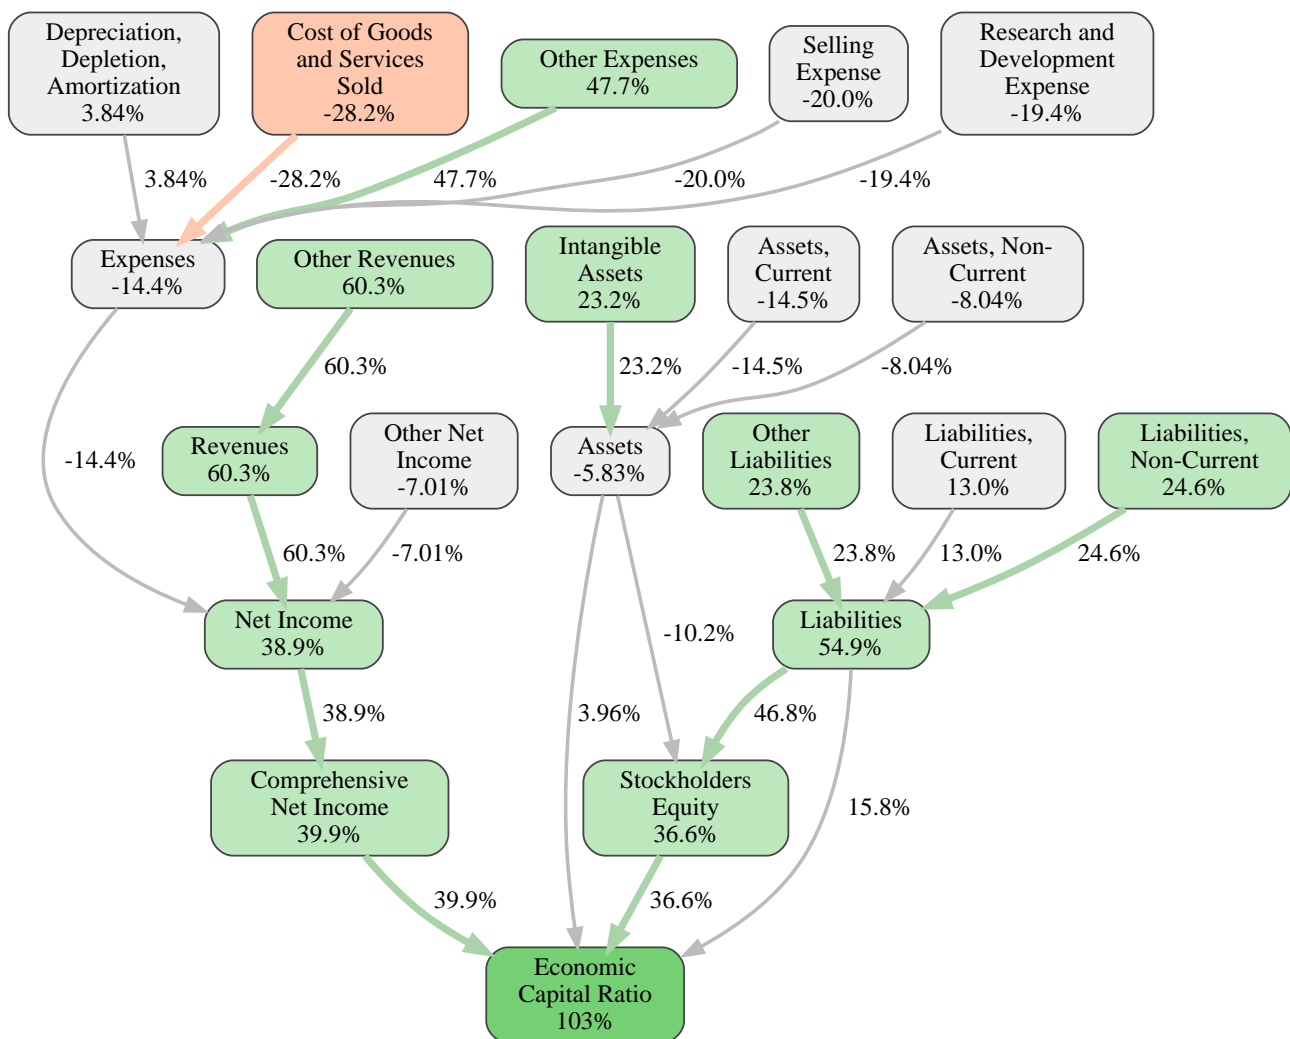 Depreciation,
Depletion,
Amortization
3.84%
Cost of Goods
and Services
Sold
-28.2%
Other Expenses
47.7%
Selling
Expense
-20.0%
Research and
Development
Expense
-19.4%
3.84%
-28.2%
47.7%
-20.0%
-19.4%
Expenses
-14.4%
Other Revenues
60.3%
Intangible
Assets
23.2%
Assets,
Current
-14.5%
Assets, Non-
Current
-8.04%
60.3%
23.2%
-14.5%
-8.04%
-14.4%
Revenues
60.3%
Other Net
Income
-7.01%
Assets
-5.83%
Other
Liabilities
23.8%
Liabilities,
Current
13.0%
Liabilities,
Non-Current
24.6%
60.3%
-7.01%
23.8%
13.0%
24.6%
Net Income
38.9%
-10.2%
Liabilities
54.9%
38.9%
3.96%
46.8%
Comprehensive
Net Income
39.9%
Stockholders
Equity
36.6%
15.8%
39.9%
36.6%
Economic
Capital Ratio
103%